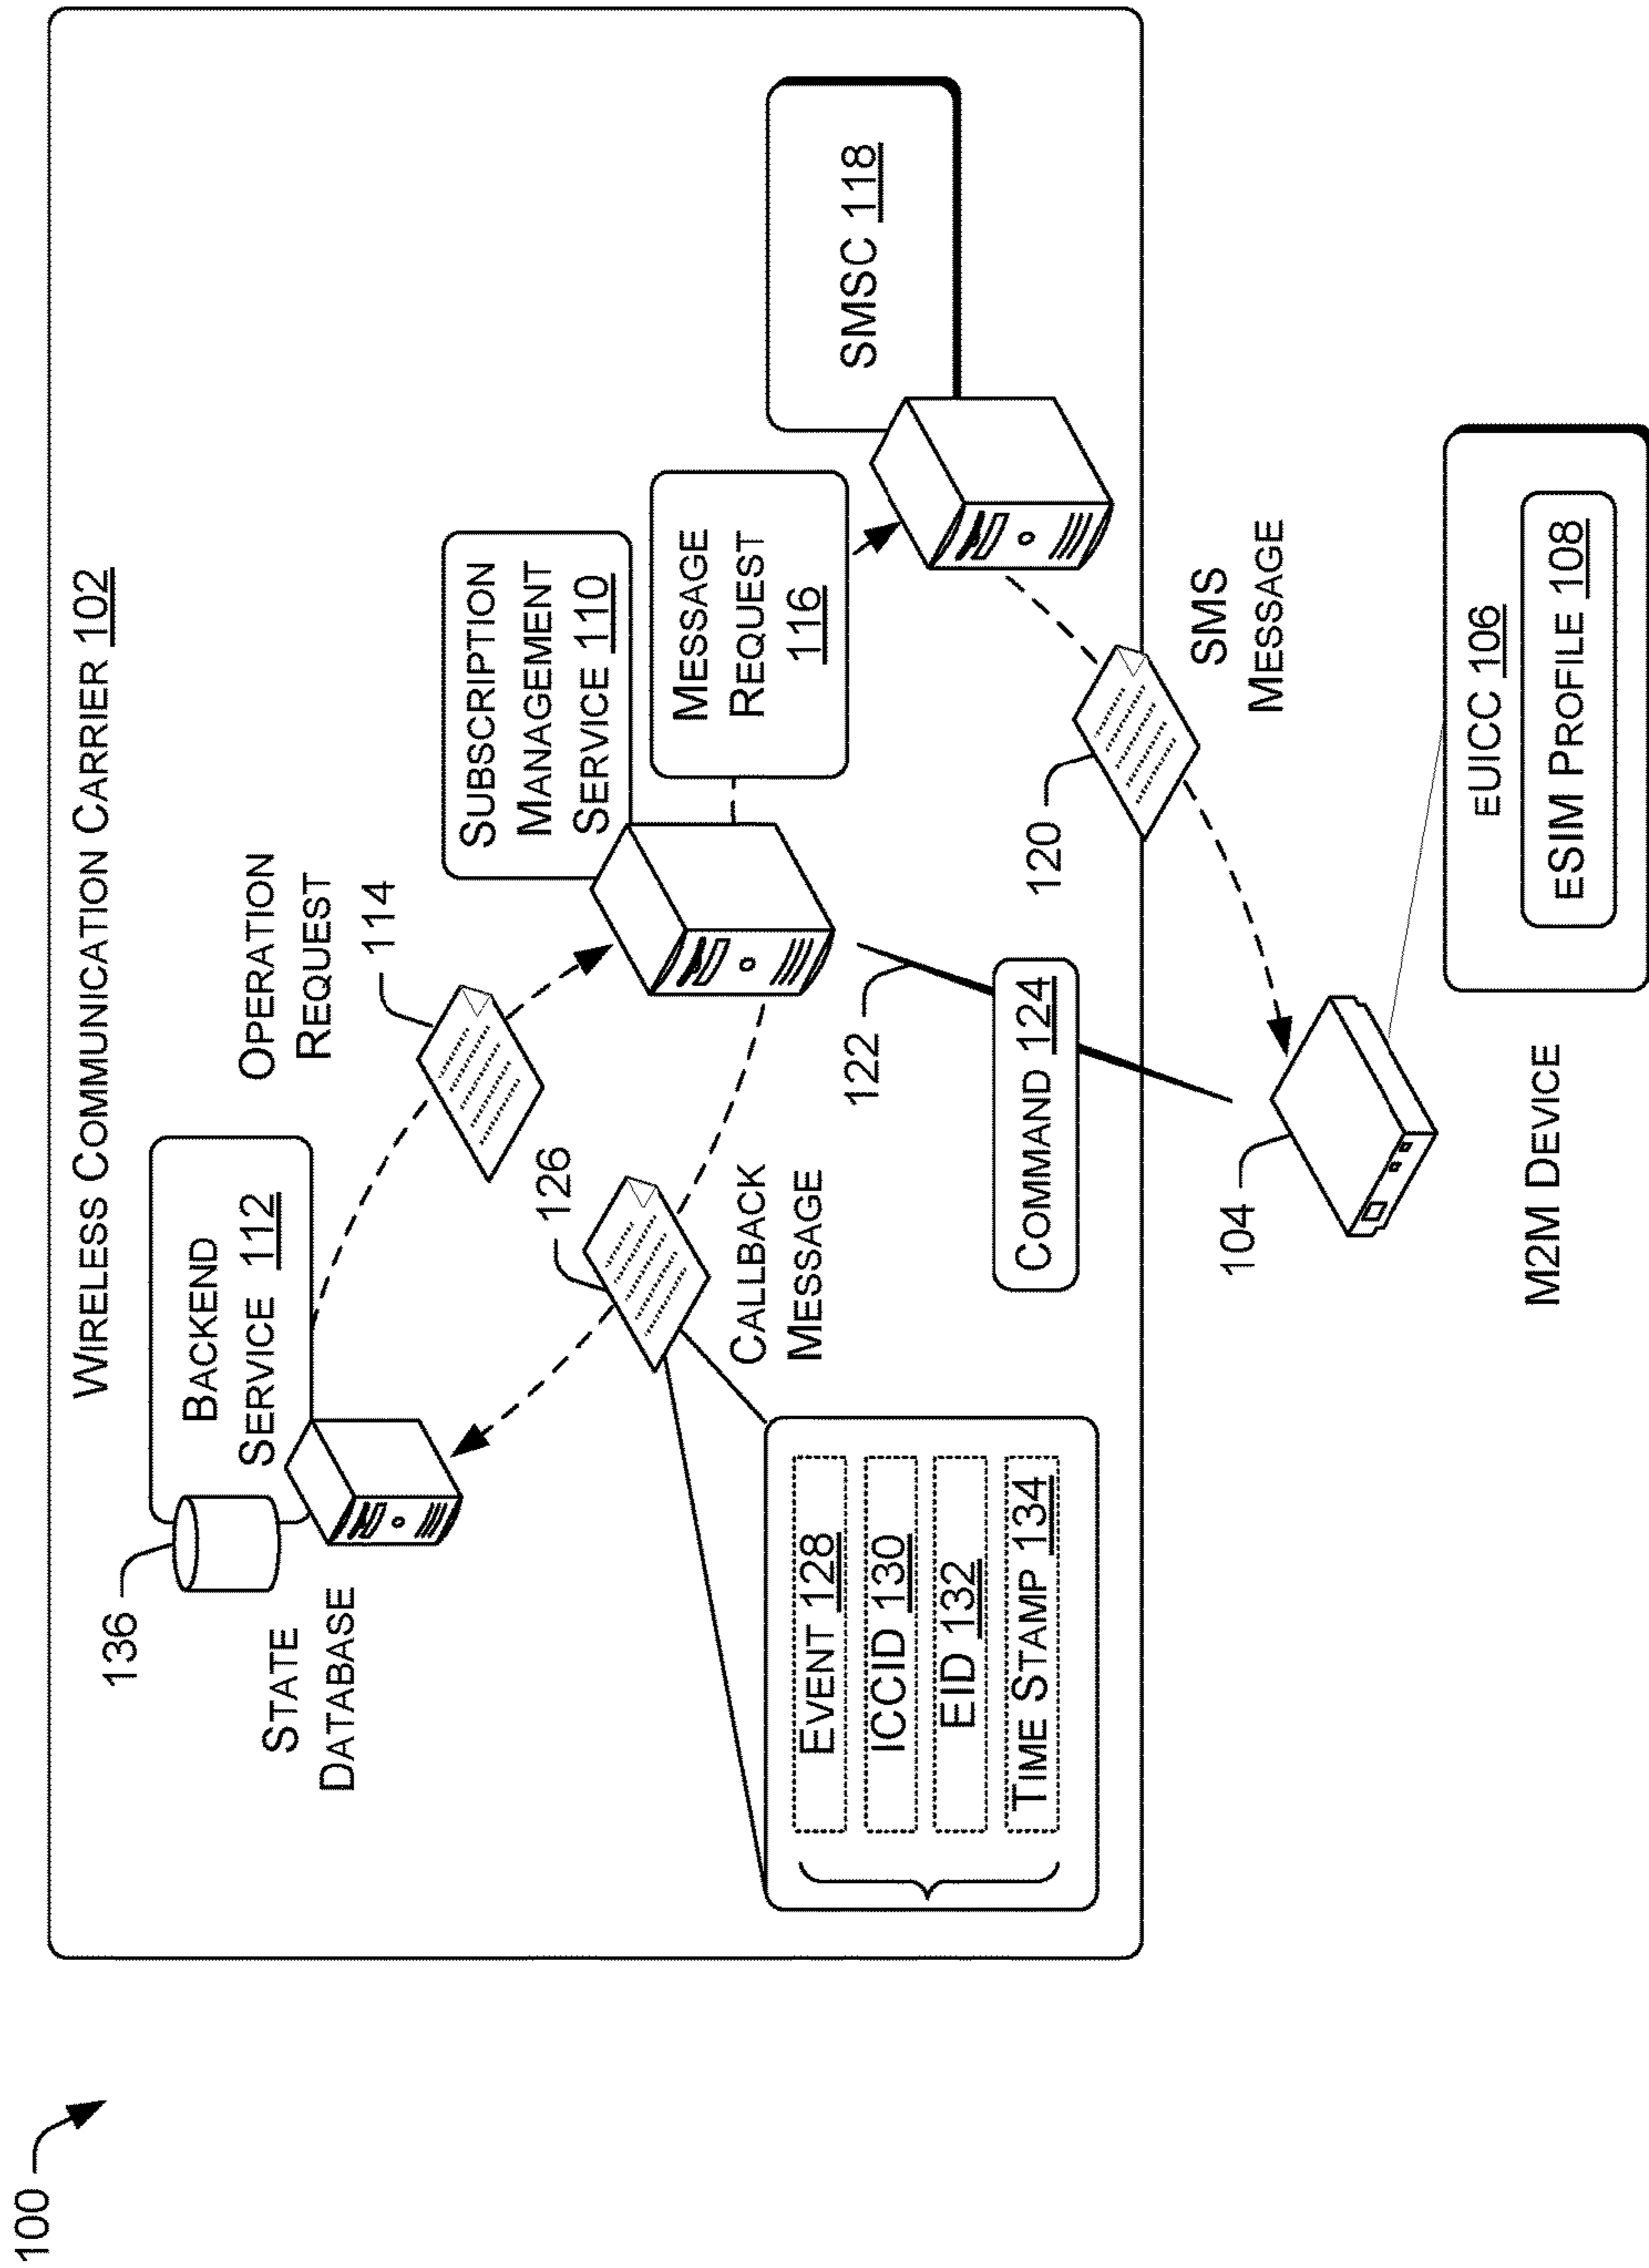 100
WIRELESS COMMUNICATION CARRIER 102
136
STATE
DATABASE
BACKEND
SERVICE 112
OPERATION
REQUEST
114
SUBSCRIPTION
MANAGEMENT
SERVICE 110
MESSAGE
REQUEST
116
SMSC 118
126
CALLBACK
MESSAGE
EVENT 128
ICCID 130
EID 132
TIME STAMP 134
122
COMMAND 124
120
SMS
MESSAGE
104
M2M DEVICE
EUICC 106
ESIM PROFILE 108